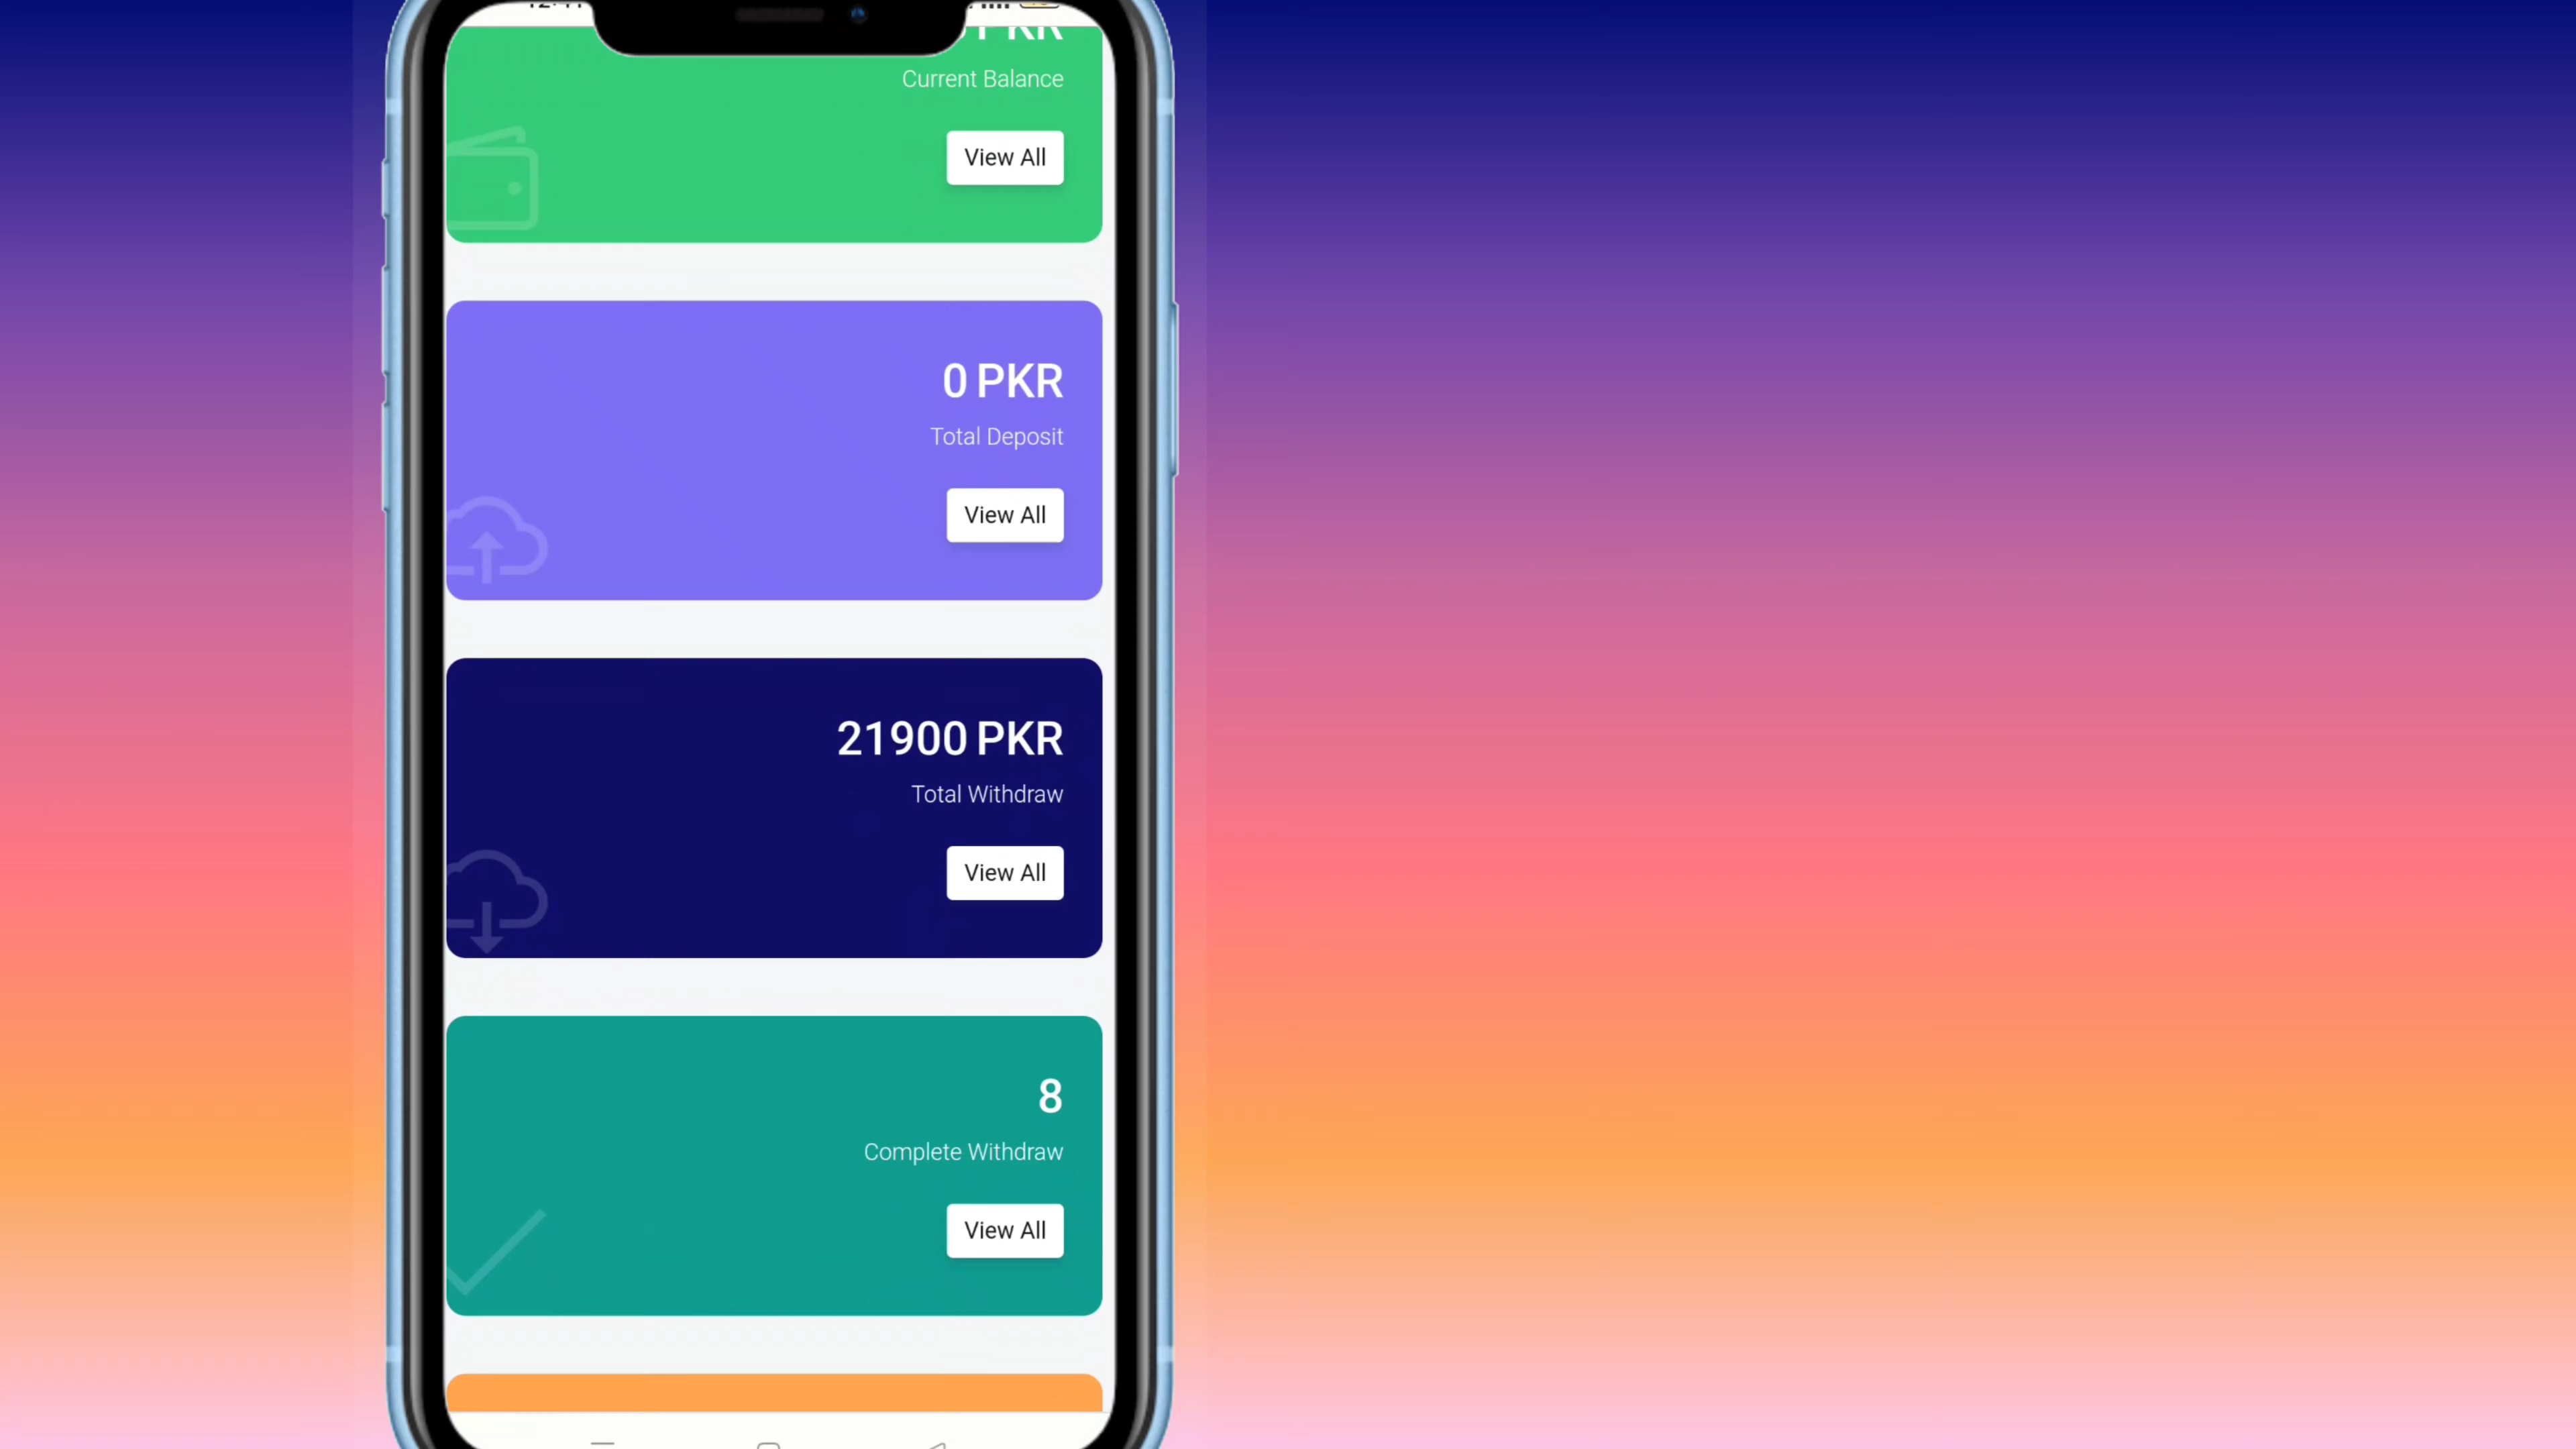 PKR
Current Balance
View All
0 PKR
Total Deposit
View All
21900 PKR
Total Withdraw
View All
8
Complete Withdraw
View All